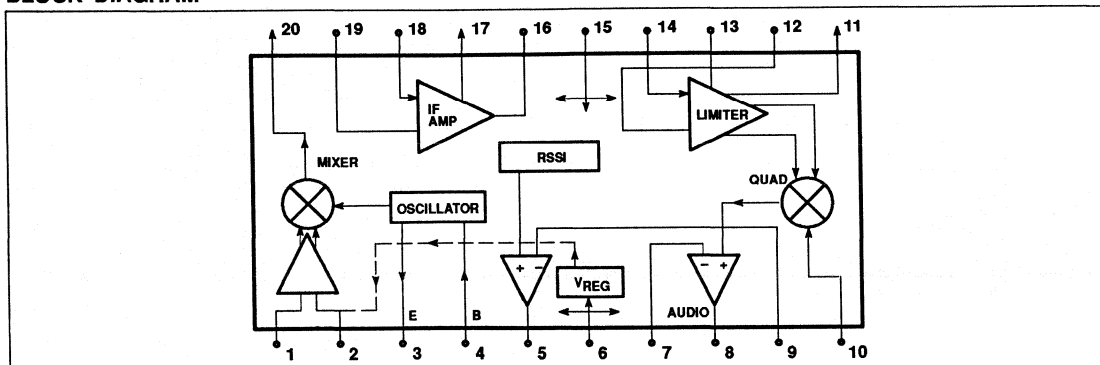 BLOCK DIAGRAM
20 19 18 17 16 15 14 13 12 11
IF AMP
LIMITER
RSSI
MIXER
QUAD
OSCILLATOR
+ −
VREG
− +
E B
AUDIO
1 2 3 4 5 6 7 8 9 10